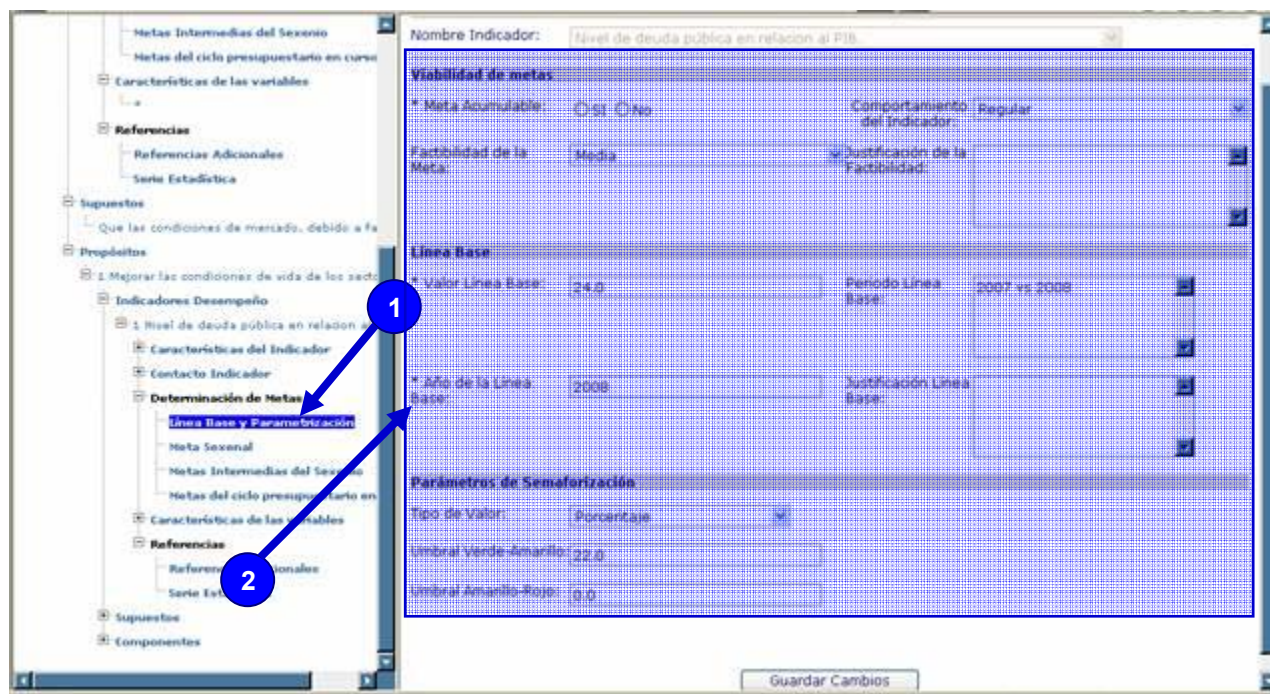 Metas Intermedias del Sexenio
Metas del ciclo presupuestario en curso
Características de las variables
Referencias
Referencias Adicionales
Serie Estadística
Supuestos
Que las condiciones de mercado, debido a fa
Propósitos
1 Mejorar las condiciones de vida de los secto
Indicadores Desempeño
1 Nivel de deuda pública en relacion a
Características del Indicador
Contacto Indicador
Determinación de Metas
Línea Base y Parametrización
Meta Sexenal
Metas Intermedias del
Metas del ciclo en
Características de las variables
Referencias
Serie
Supuestos
Componentes
1
2
Nombre Indicador: Nivel de deuda pública en relacion al PIB
Viabilidad de metas
* Meta Acumulable: SI No Comportamiento del Indicador: Regular
Factibilidad de la Meta: Media Justificación de la Factibilidad:
Línea Base
* Valor Línea Base: 24.0 Periodo Línea Base: 2007 vs 2008
* Año de la Línea Base: 2008 Justificación Línea Base:
Parámetros de Semaforización
Tipo de Valor: Porcentaje
Umbral Verde-Amarillo: 22.0
Umbral Amarillo-Rojo: 0.0
Guardar Cambios